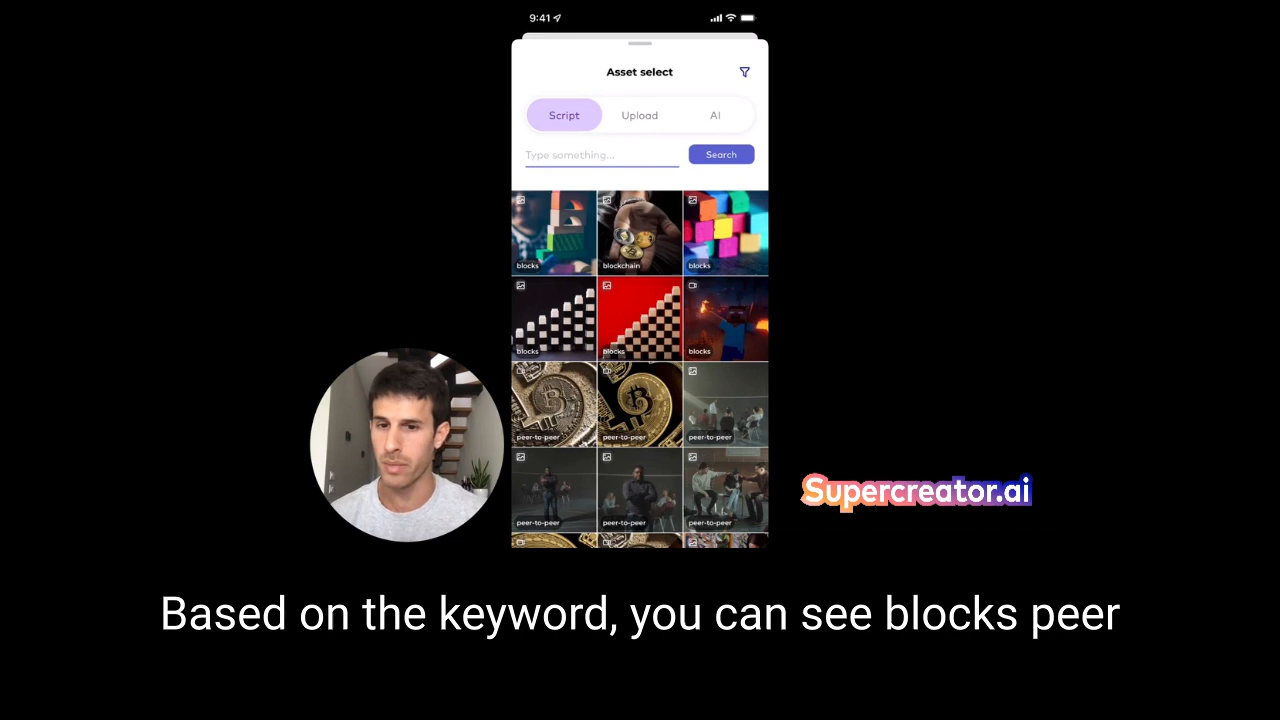 9:41
Asset select
Script Upload AI
Type something... Search
blocks blockchain blocks
blocks blocks blocks
peer-to-peer peer-to-peer peer-to-peer
peer-to-peer peer-to-peer peer-to-peer
Supercreator.ai
Based on the keyword, you can see blocks peer